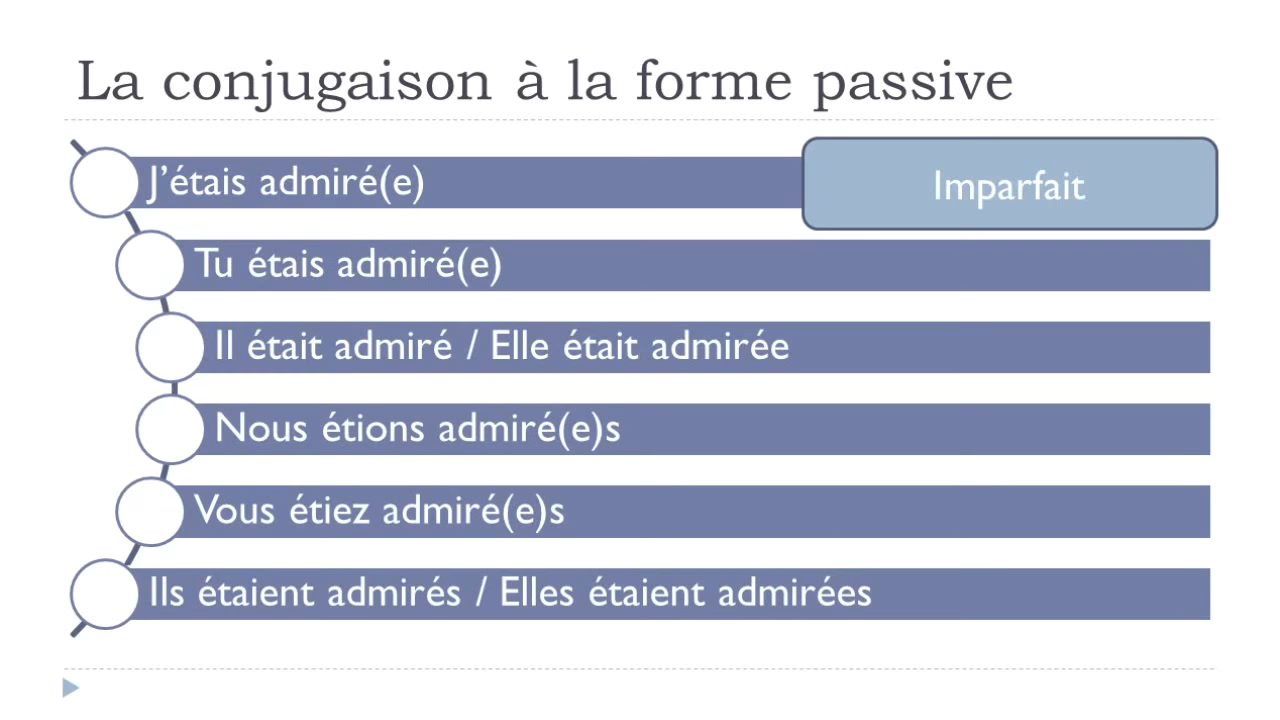 La conjugaison à la forme passive
J’étais admiré(e)
Imparfait
Tu étais admiré(e)
Il était admiré / Elle était admirée
Nous étions admiré(e)s
Vous étiez admiré(e)s
Ils étaient admirés / Elles étaient admirées